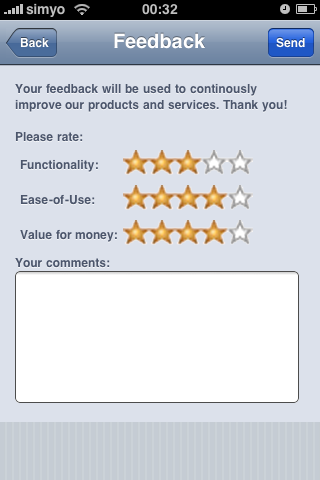 simyo 00:32
Back Feedback Send
Your feedback will be used to continously
improve our products and services. Thank you!
Please rate:
Functionality:
Ease-of-Use:
Value for money:
Your comments: